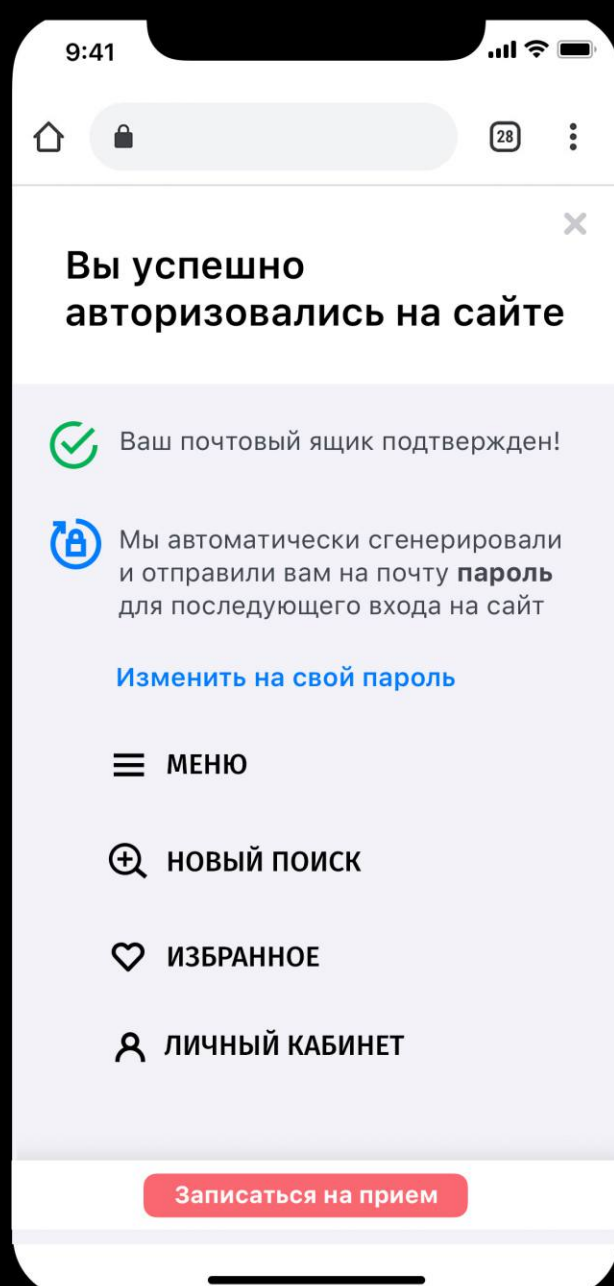 9:41
28
Вы успешно
авторизовались на сайте
Ваш почтовый ящик подтвержден!
Мы автоматически сгенерировали
и отправили вам на почту пароль
для последующего входа на сайт
Изменить на свой пароль
МЕНЮ
НОВЫЙ ПОИСК
ИЗБРАННОЕ
ЛИЧНЫЙ КАБИНЕТ
Записаться на прием